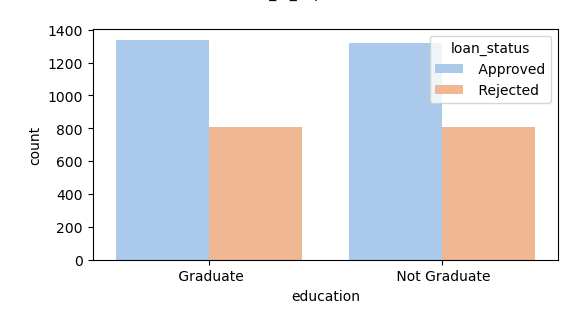 1400
1200
1000
800
600
400
200
0
count
loan_status
Approved
Rejected
Graduate
Not Graduate
education